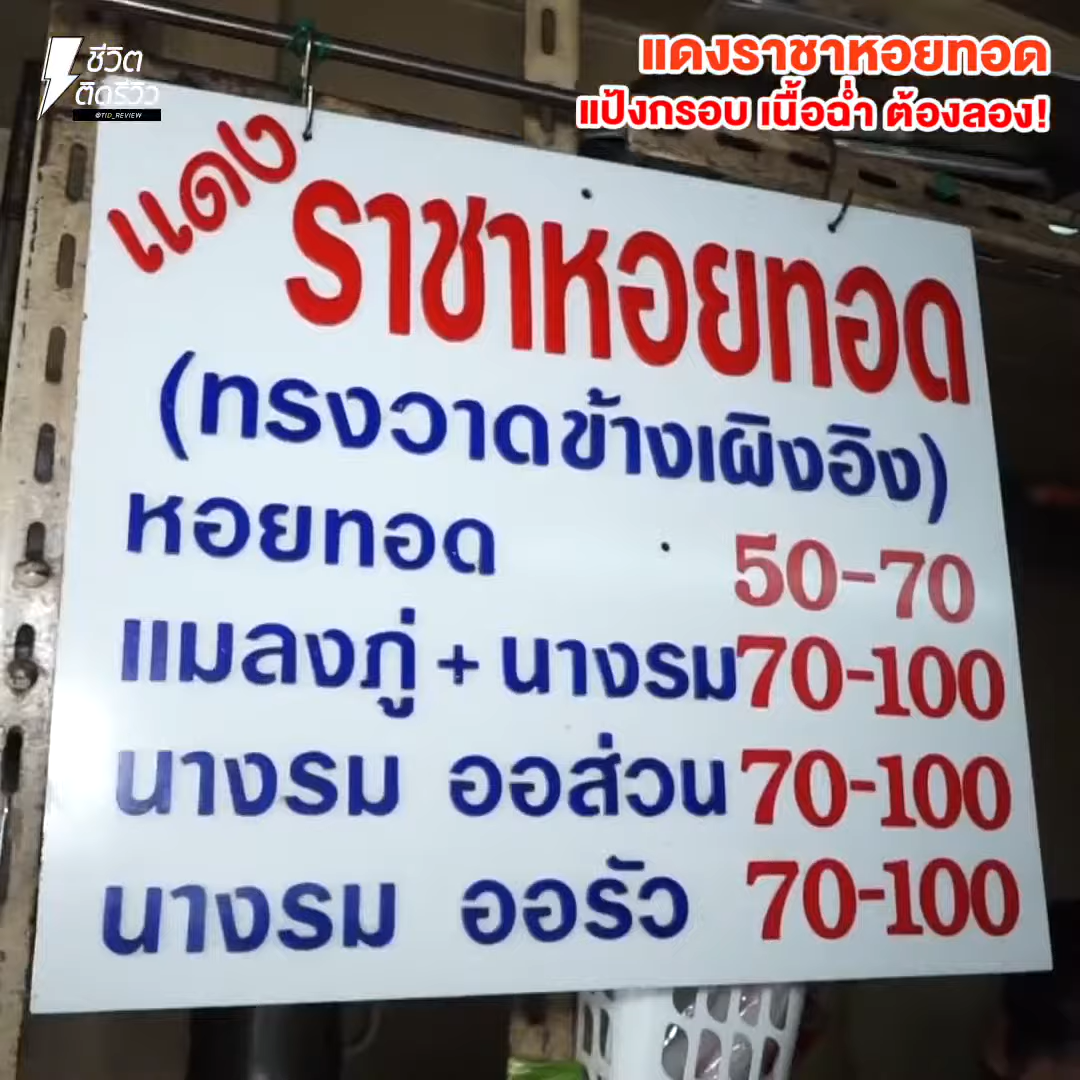 ชีวิต
ติดรีวิว
@TID_REVIEW
แดงราชาหอยทอด
แป้งกรอบ เนื้อฉ่ำ ต้องลอง!
แดง
ราชาหอยทอด
(ทรงวาดข้างเผิงอิง)
หอยทอด 50-70
แมลงภู่ + นางรม 70-100
นางรม ออส่วน 70-100
นางรม ออรัว 70-100